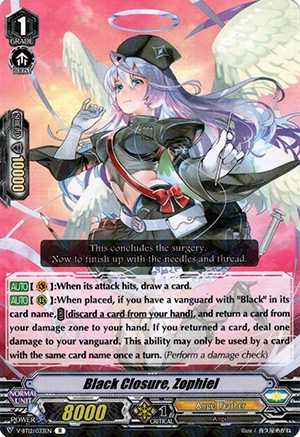 1
GRADE
BOOST
10000
This concludes the surgery.
Now to finish up with the needles and thread.
AUTO :When its attack hits, draw a card.
AUTO :When placed, if you have a vanguard with "Black" in its
card name, [discard a card from your hand], and return a card from
your damage zone to your hand. If you returned a card, deal one
damage to your vanguard. This ability may only be used by a card
with the same card name once a turn. (Perform a damage check)
Black Closure, Zophiel
NORMAL
UNIT
8000
1
CRITICAL
Angel Feather
Angel
V-BT12/033EN R